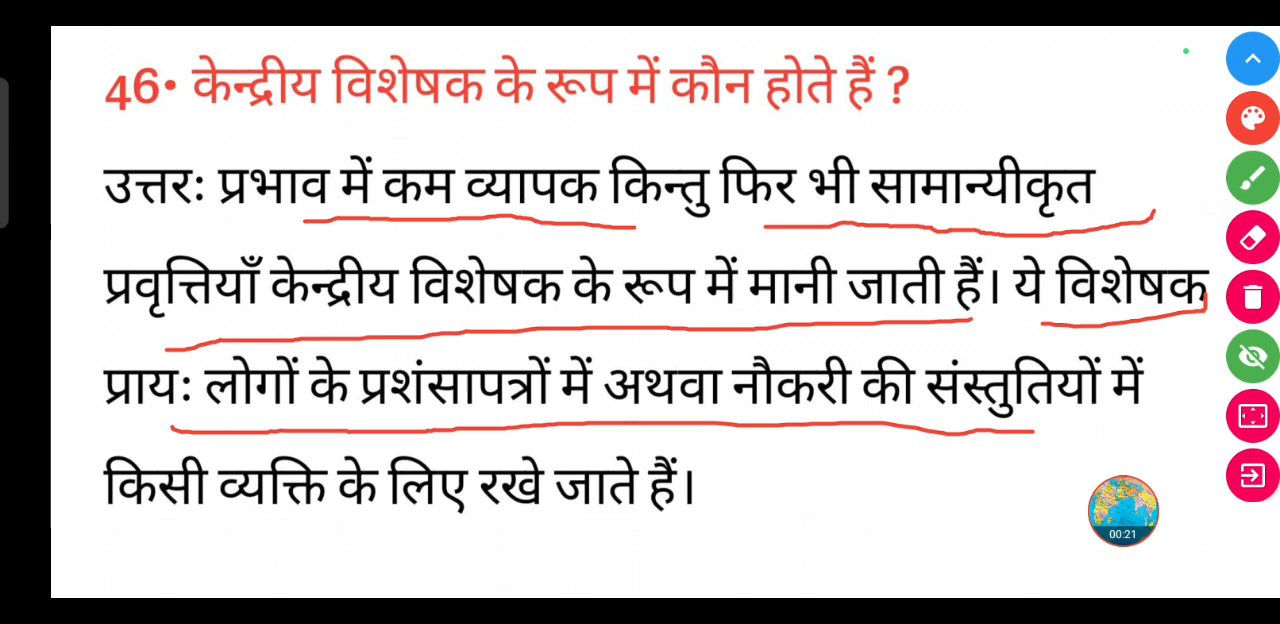 46• केन्द्रीय विशेषक के रूप में कौन होते हैं ?
उत्तरः प्रभाव में कम व्यापक किन्तु फिर भी सामान्यीकृत
प्रवृत्तियाँ केन्द्रीय विशेषक के रूप में मानी जाती हैं। ये विशेषक
प्रायः लोगों के प्रशंसापत्रों में अथवा नौकरी की संस्तुतियों में
किसी व्यक्ति के लिए रखे जाते हैं।
00:21